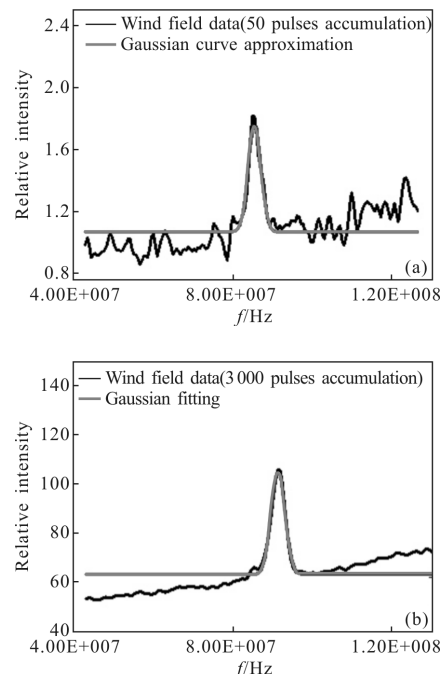 2.4
Wind field data(50 pulses accumulation)
Gaussian curve approximation
2.0
Relative intensity
1.6
1.2
0.8
(a)
4.00E+007
8.00E+007
1.20E+008
f/Hz
140
Wind field data(3 000 pulses accumulation)
Gaussian fitting
120
Relative intensity
100
80
60
40
(b)
4.00E+007
8.00E+007
1.20E+008
f/Hz